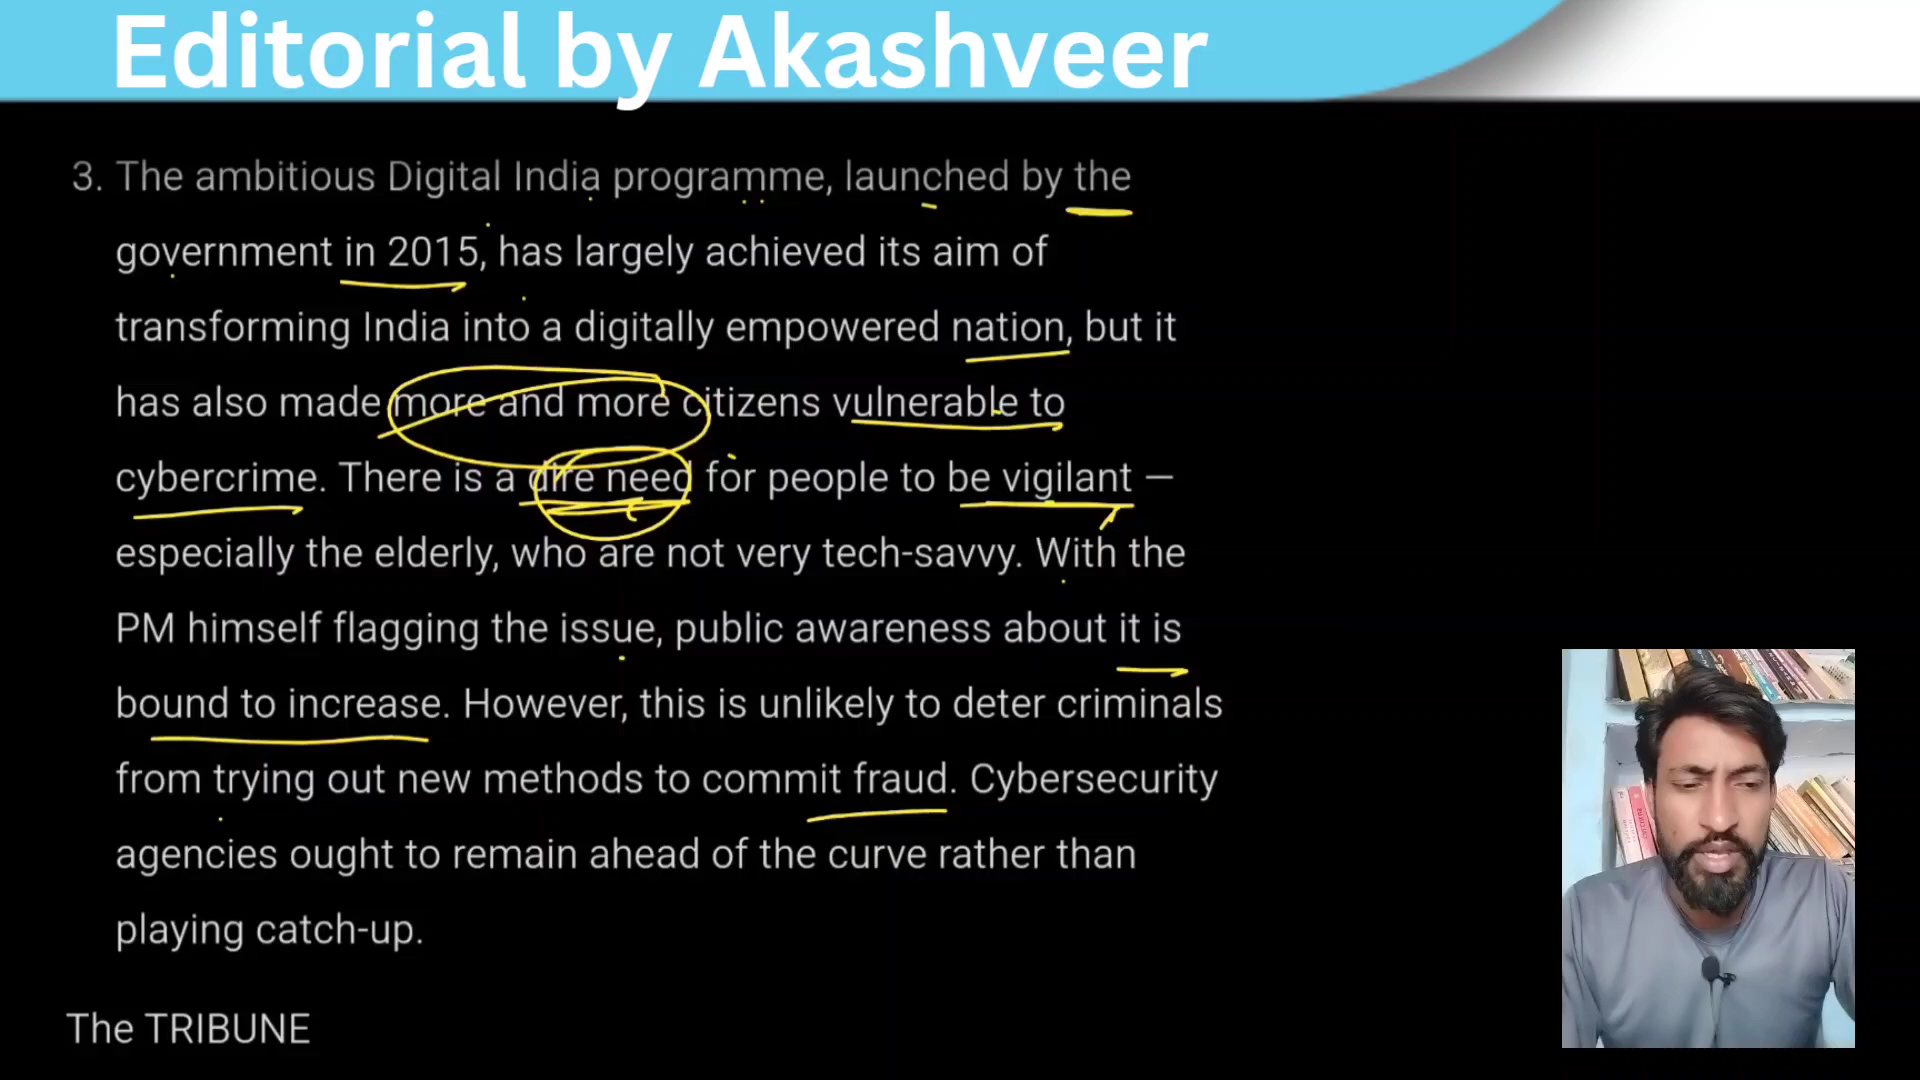 Editorial by Akashveer
3. The ambitious Digital India programme, launched by the
government in 2015, has largely achieved its aim of
transforming India into a digitally empowered nation, but it
has also made more and more citizens vulnerable to
cybercrime. There is a dire need for people to be vigilant —
especially the elderly, who are not very tech-savvy. With the
PM himself flagging the issue, public awareness about it is
bound to increase. However, this is unlikely to deter criminals
from trying out new methods to commit fraud. Cybersecurity
agencies ought to remain ahead of the curve rather than
playing catch-up.
The TRIBUNE